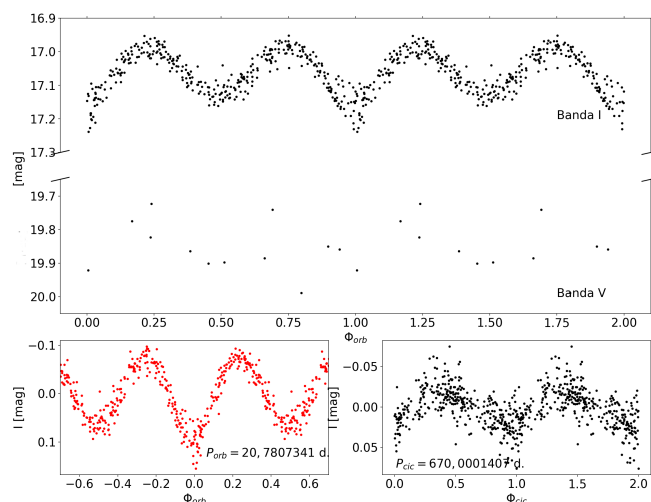 16.9
17.0
17.1
17.2
17.3
Banda I
[mag]
19.7
19.8
19.9
20.0
Banda V
0.00 0.25 0.50 0.75 1.00 1.25 1.50 1.75 2.00
Φorb
−0.1
0.0
0.1
I [mag]
Porb = 20, 7807341 d.
−0.6 −0.4 −0.2 0.0 0.2 0.4 0.6
Φorb
−0.05
0.00
0.05
I [mag]
Pcic = 670, 0001407 d.
0.0 0.5 1.0 1.5 2.0
Φcic